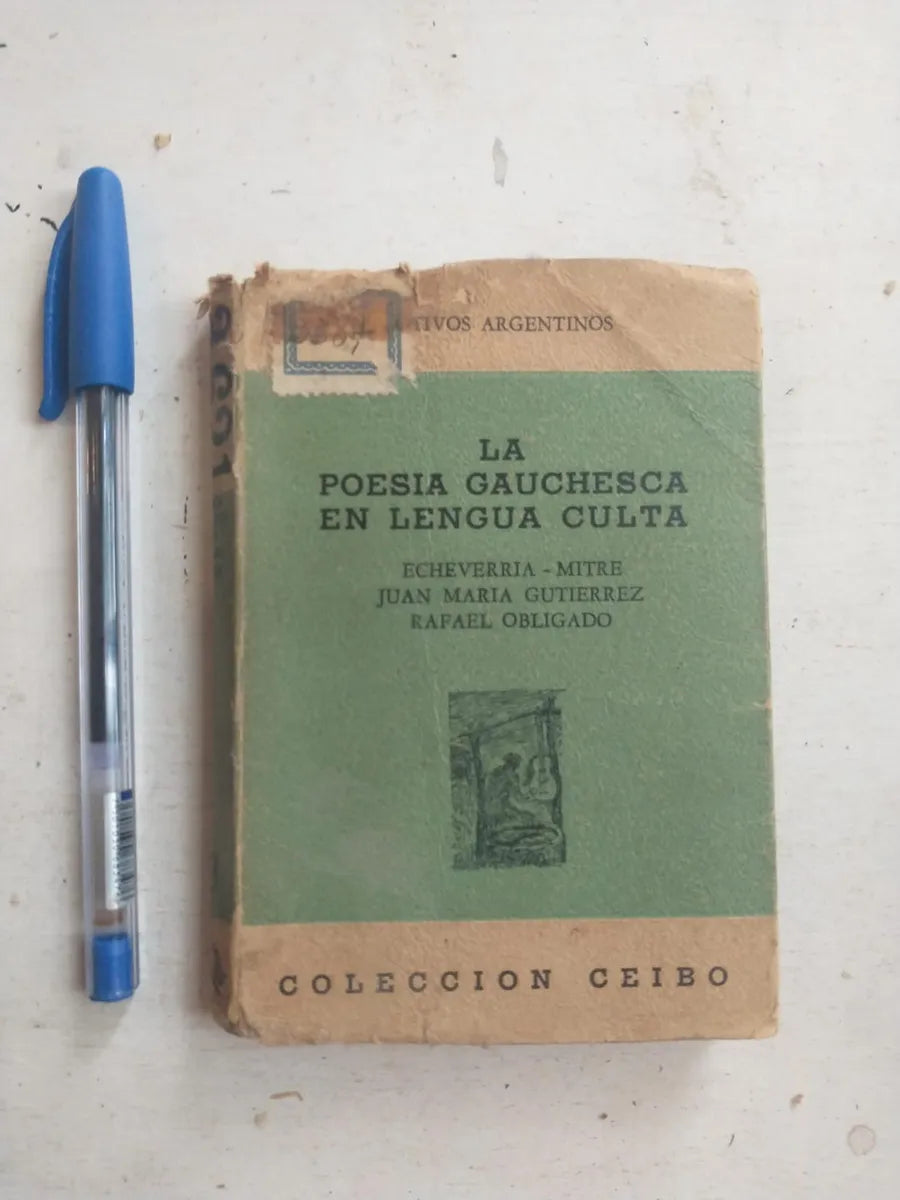 TIVOS ARGENTINOS
LA
POESIA GAUCHESCA
EN LENGUA CULTA
ECHEVERRIA - MITRE
JUAN MARIA GUTIERREZ
RAFAEL OBLIGADO
COLECCION CEIBO